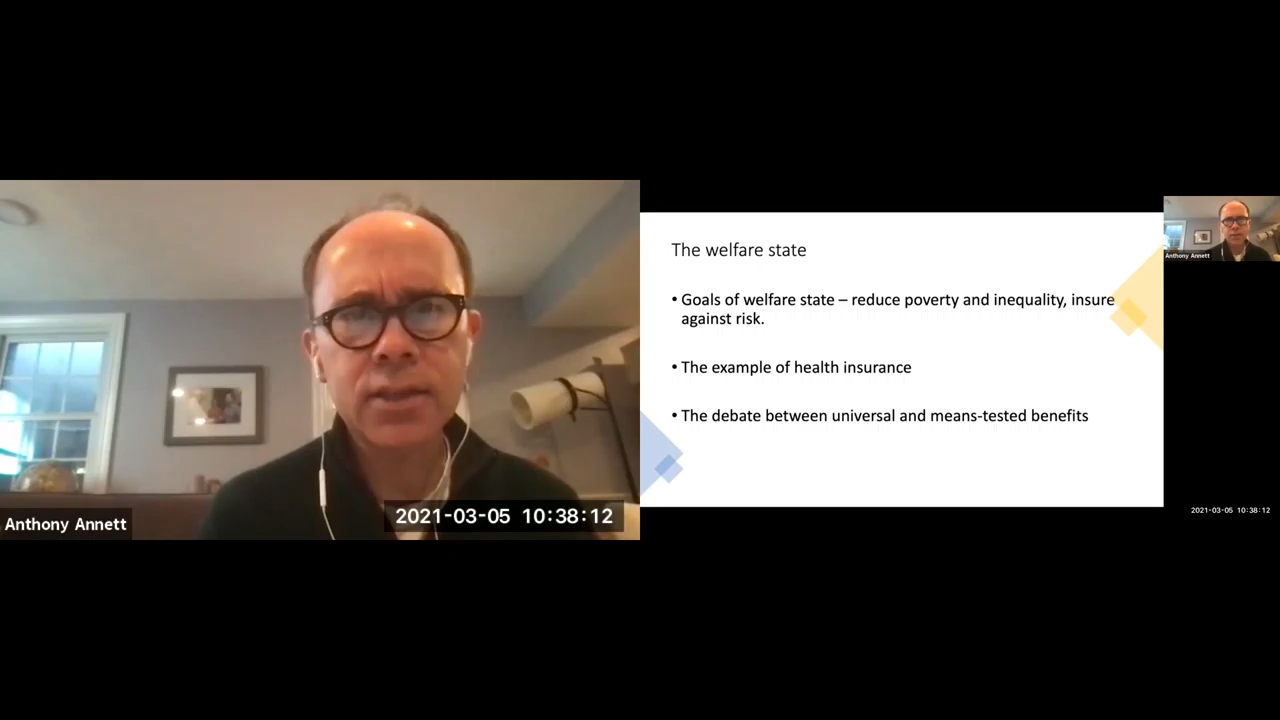 Anthony Annett
2021-03-05 10:38:12
The welfare state
• Goals of welfare state – reduce poverty and inequality, insure
against risk.
• The example of health insurance
• The debate between universal and means-tested benefits
Anthony Annett
2021-03-05 10:38:12